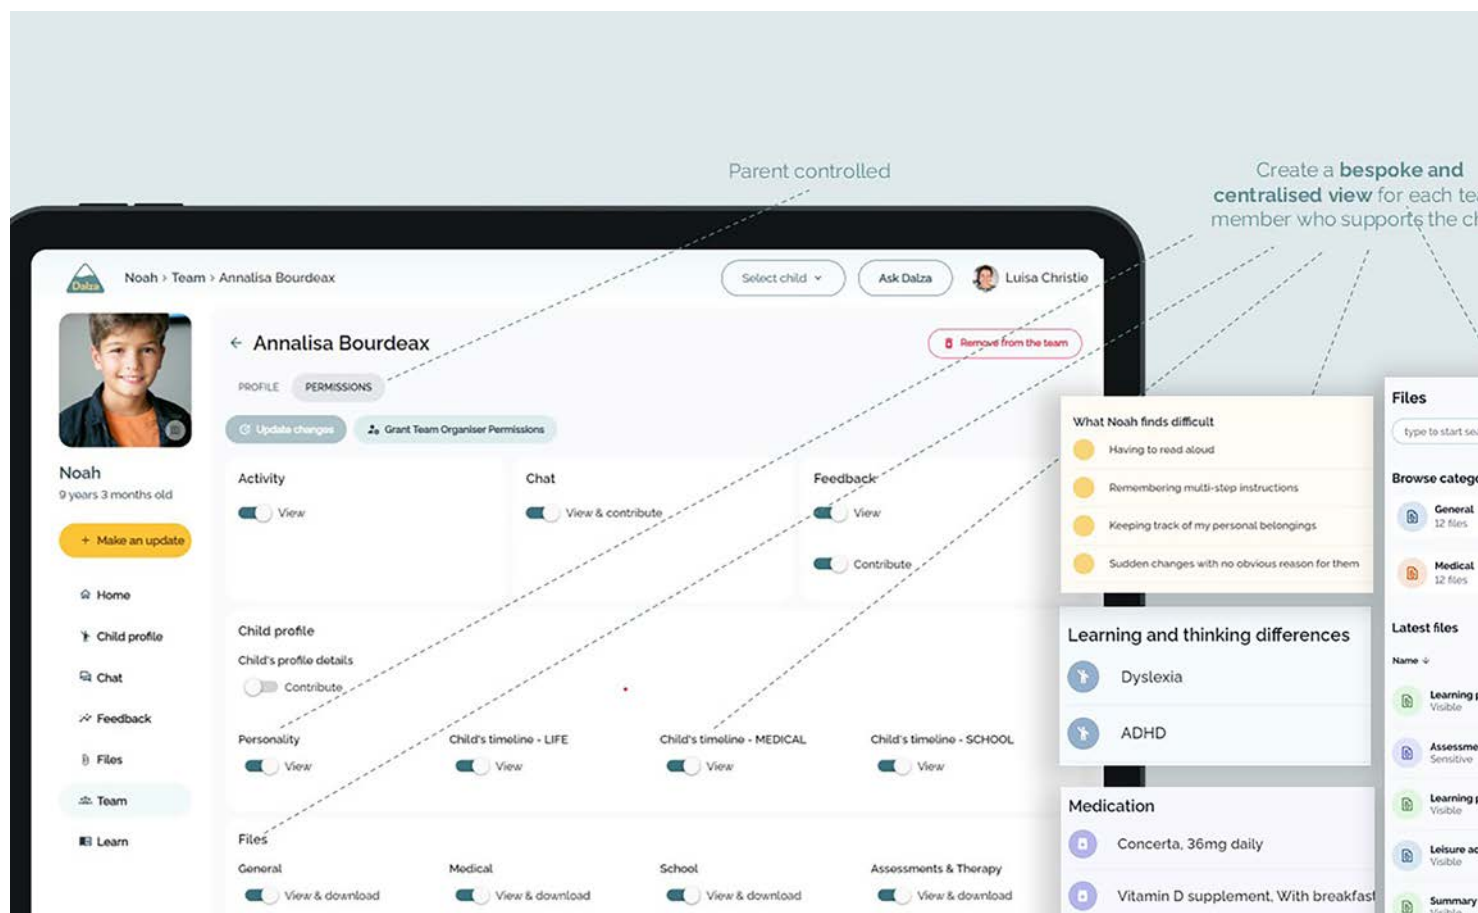 Parent controlled
Create a bespoke and
centralised view for each
member who supports the
Dalza
Noah > Team > Annalisa Bourdeax
Select child
Ask Dalza
Luisa Christie
← Annalisa Bourdeax
Remove from the team
PROFILE
PERMISSIONS
Update changes
Grant Team Organiser Permissions
Noah
9 years 3 months old
+ Make an update
Home
Child profile
Chat
Feedback
Files
Team
Learn
Activity
View
Chat
View & contribute
Feedback
View
Contribute
Child profile
Child's profile details
Contribute
Personality
View
Child's timeline - LIFE
View
Child's timeline - MEDICAL
View
Child's timeline - SCHOOL
View
Files
General
View & download
Medical
View & download
School
View & download
Assessments & Therapy
View & download
What Noah finds difficult
Having to read aloud
Remembering multi-step instructions
Keeping track of my personal belongings
Sudden changes with no obvious reason for them
Learning and thinking differences
Dyslexia
ADHD
Medication
Concerta, 36mg daily
Vitamin D supplement, With breakfast
Files
type to start
Browse
General
12 files
Medical
12 files
Latest files
Name ↓
Learning
Visible
Sensitive
Learning
Visible
Leisure
Visible
Summary
Visible